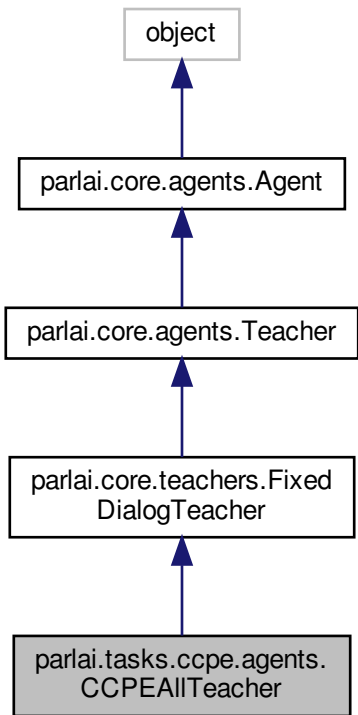 object
parlai.core.agents.Agent
parlai.core.agents.Teacher
parlai.core.teachers.Fixed
DialogTeacher
parlai.tasks.ccpe.agents.
CCPEAllTeacher